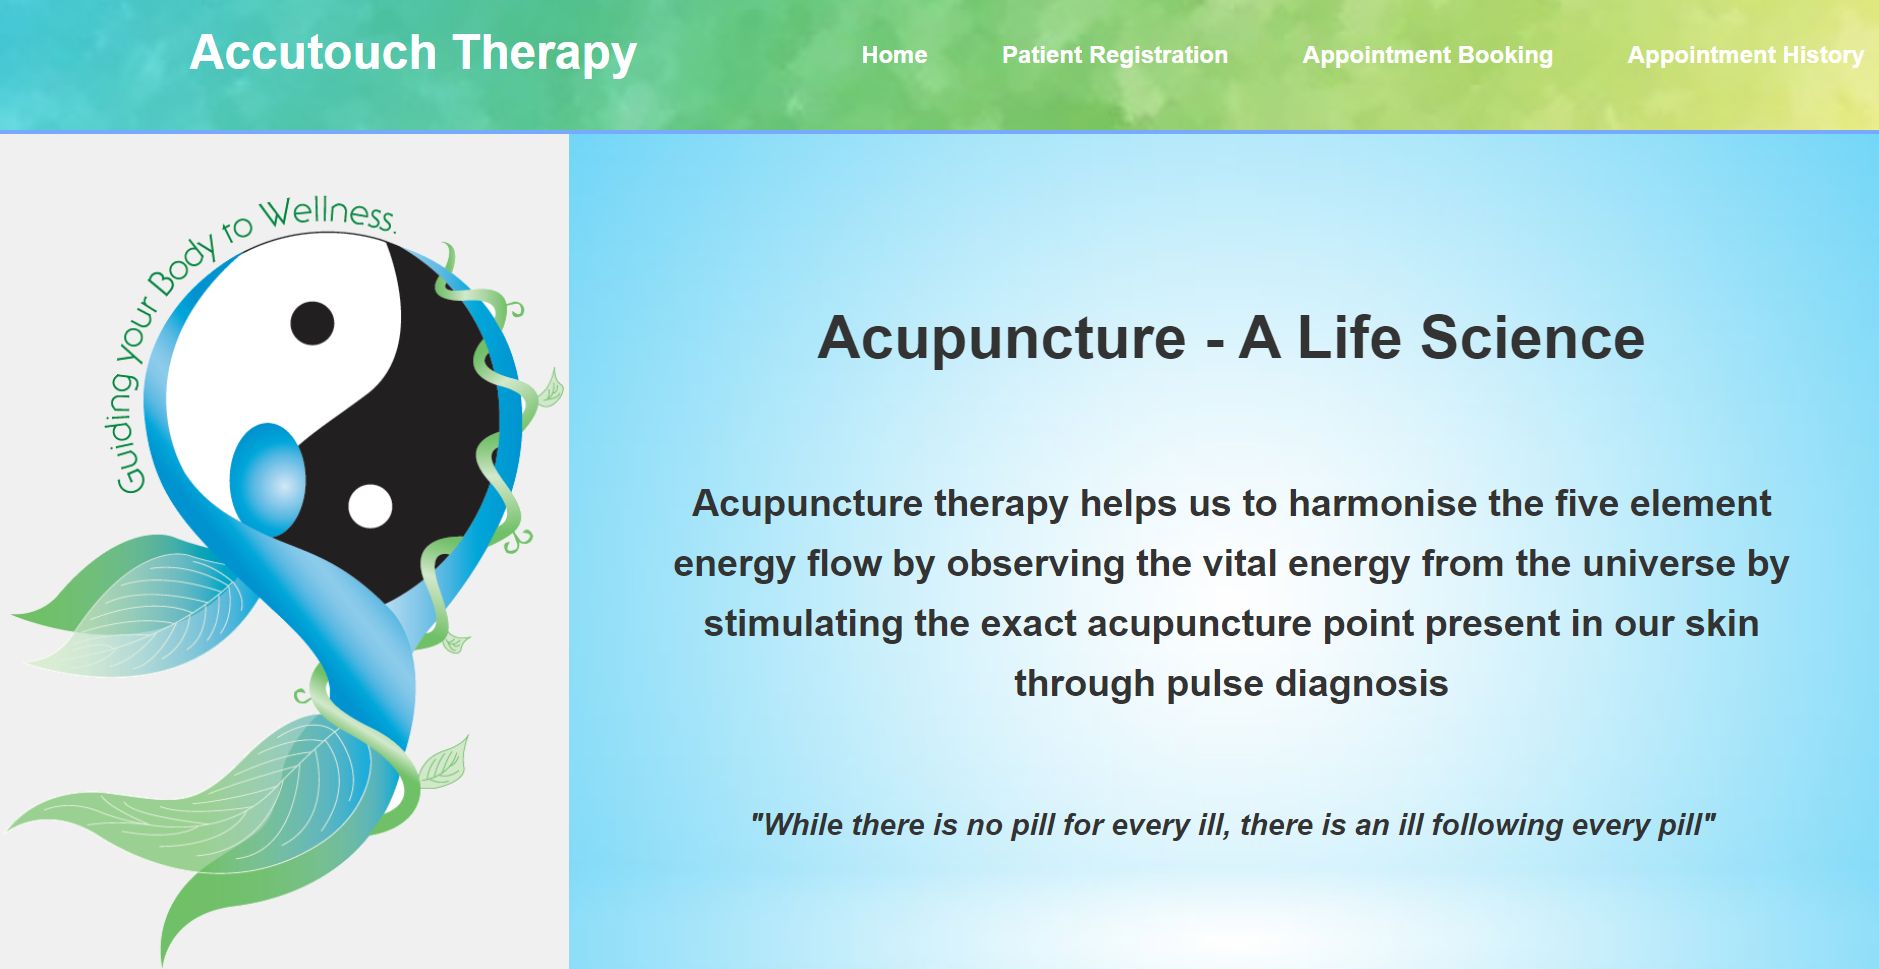 Accutouch Therapy
Home
Patient Registration
Appointment Booking
Appointment History
Guiding your Body to Wellness.
Acupuncture - A Life Science
Acupuncture therapy helps us to harmonise the five element
energy flow by observing the vital energy from the universe by
stimulating the exact acupuncture point present in our skin
through pulse diagnosis
"While there is no pill for every ill, there is an ill following every pill"